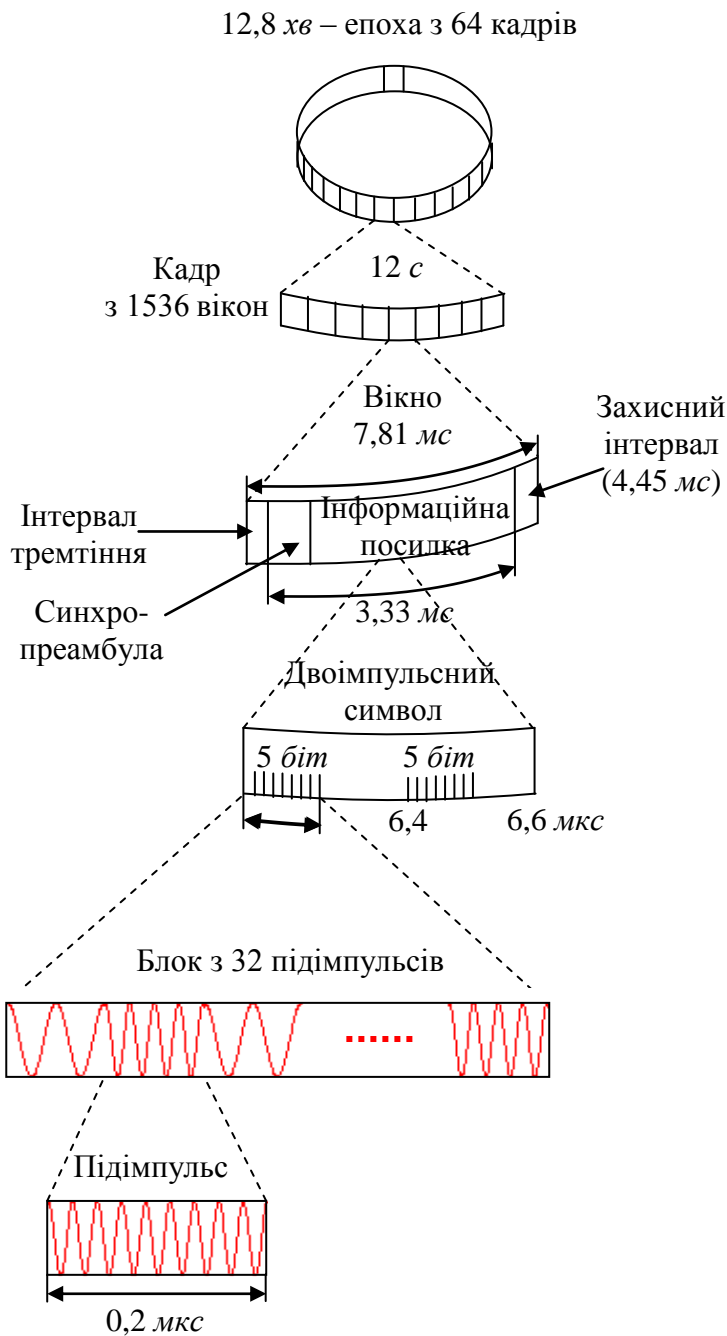 12,8 хв – епоха з 64 кадрів
12 с
Кадр
з 1536 вікон
Вікно
7,81 мс
Захисний
інтервал
(4,45 мс)
Інтервал
тремтіння
Інформаційна
посилка
Синхро-
преамбула
3,33 мс
Двоімпульсний
символ
5 біт 5 біт
6,4 6,6 мкс
Блок з 32 підімпульсів
Підімпульс
0,2 мкс